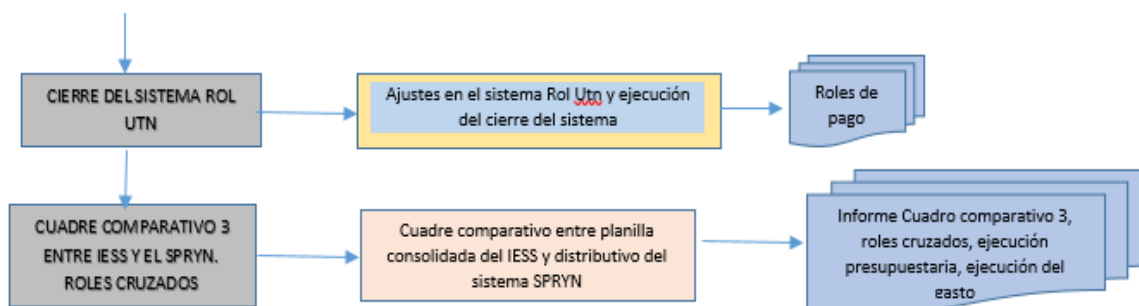 CIERRE DEL SISTEMA ROL
UTN
Ajustes en el sistema Rol Utn y ejecución
del cierre del sistema
Roles de
pago
CUADRE COMPARATIVO 3
ENTRE IESS Y EL SPRYN.
ROLES CRUZADOS
Cuadre comparativo entre planilla
consolidada del IESS y distributivo del
sistema SPRYN
Informe Cuadro comparativo 3,
roles cruzados, ejecución
presupuestaria, ejecución del
gasto